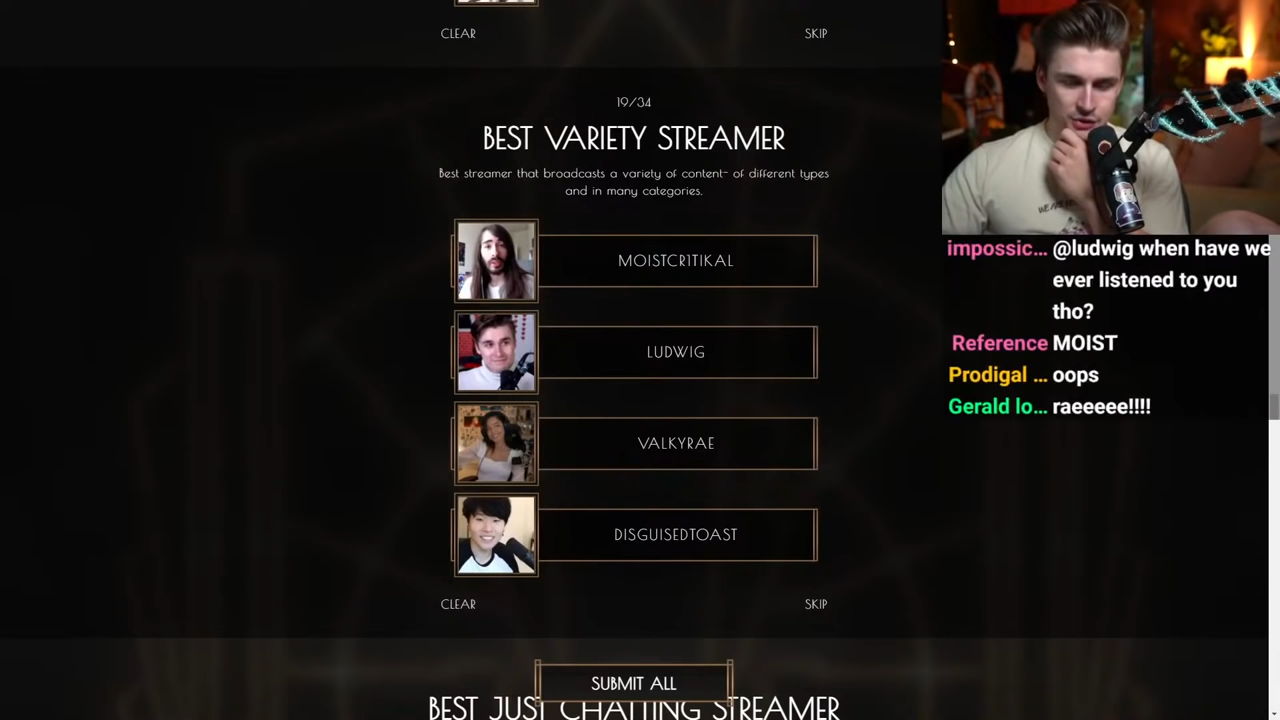 CLEAR
SKIP
19/34
BEST VARIETY STREAMER
Best streamer that broadcasts a variety of content- of different types
and in many categories.
MOISTCR1TIKAL
LUDWIG
VALKYRAE
DISGUISEDTOAST
CLEAR
SKIP
SUBMIT ALL
BEST JUST CHATTING STREAMER
impossic... @ludwig when have we
ever listened to you
tho?
Reference MOIST
Prodigal ... oops
Gerald lo... raeeeee!!!!